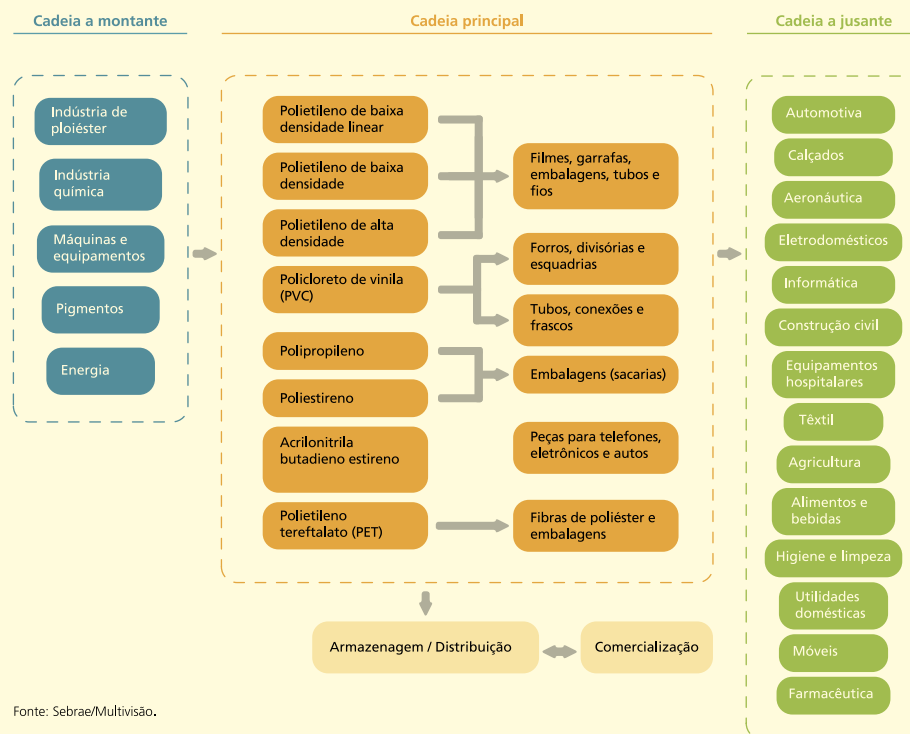 Cadeia a montante
Cadeia principal
Cadeia a jusante
Indústria de
ploiéster
Indústria
química
Máquinas e
equipamentos
Pigmentos
Energia
Polietileno de baixa
densidade linear
Polietileno de baixa
densidade
Polietileno de alta
densidade
Policloreto de vinila
(PVC)
Polipropileno
Poliestireno
Acrilonitrila
butadieno estireno
Polietileno
tereftalato (PET)
Filmes, garrafas,
embalagens, tubos e
fios
Forros, divisórias e
esquadrias
Tubos, conexões e
frascos
Embalagens (sacarias)
Peças para telefones,
eletrônicos e autos
Fibras de poliéster e
embalagens
Armazenagem / Distribuição
Comercialização
Automotiva
Calçados
Aeronáutica
Eletrodomésticos
Informática
Construção civil
Equipamentos
hospitalares
Têxtil
Agricultura
Alimentos e
bebidas
Higiene e limpeza
Utilidades
domésticas
Móveis
Farmacêutica
Fonte: Sebrae/Multivisão.